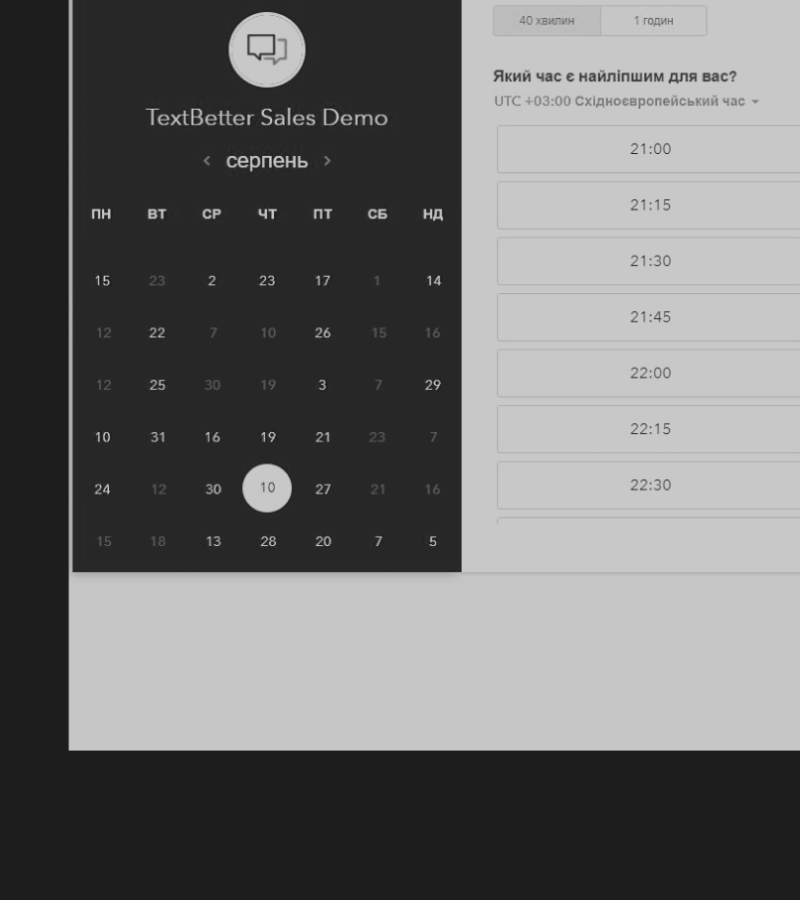 TextBetter Sales Demo
серпень
ПН ВТ СР ЧТ ПТ СБ НД
15 23 2 23 17 1 14
12 22 7 10 26 15 16
12 25 30 19 3 7 29
10 31 16 19 21 23 7
24 12 30 10 27 21 16
15 18 13 28 20 7 5
40 хвилин 1 годин
Який час є найліпшим для вас?
UTC +03:00 Східноєвропейський час
21:00
21:15
21:30
21:45
22:00
22:15
22:30